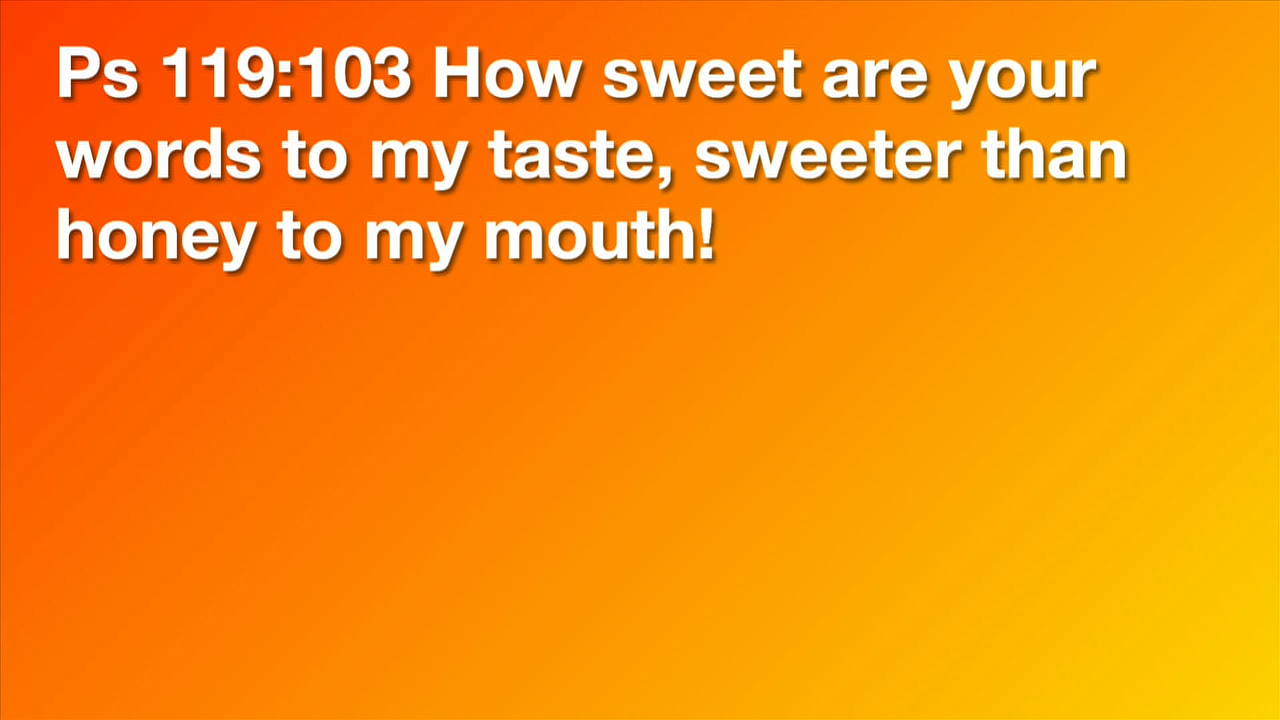 Ps 119:103 How sweet are your
words to my taste, sweeter than
honey to my mouth!